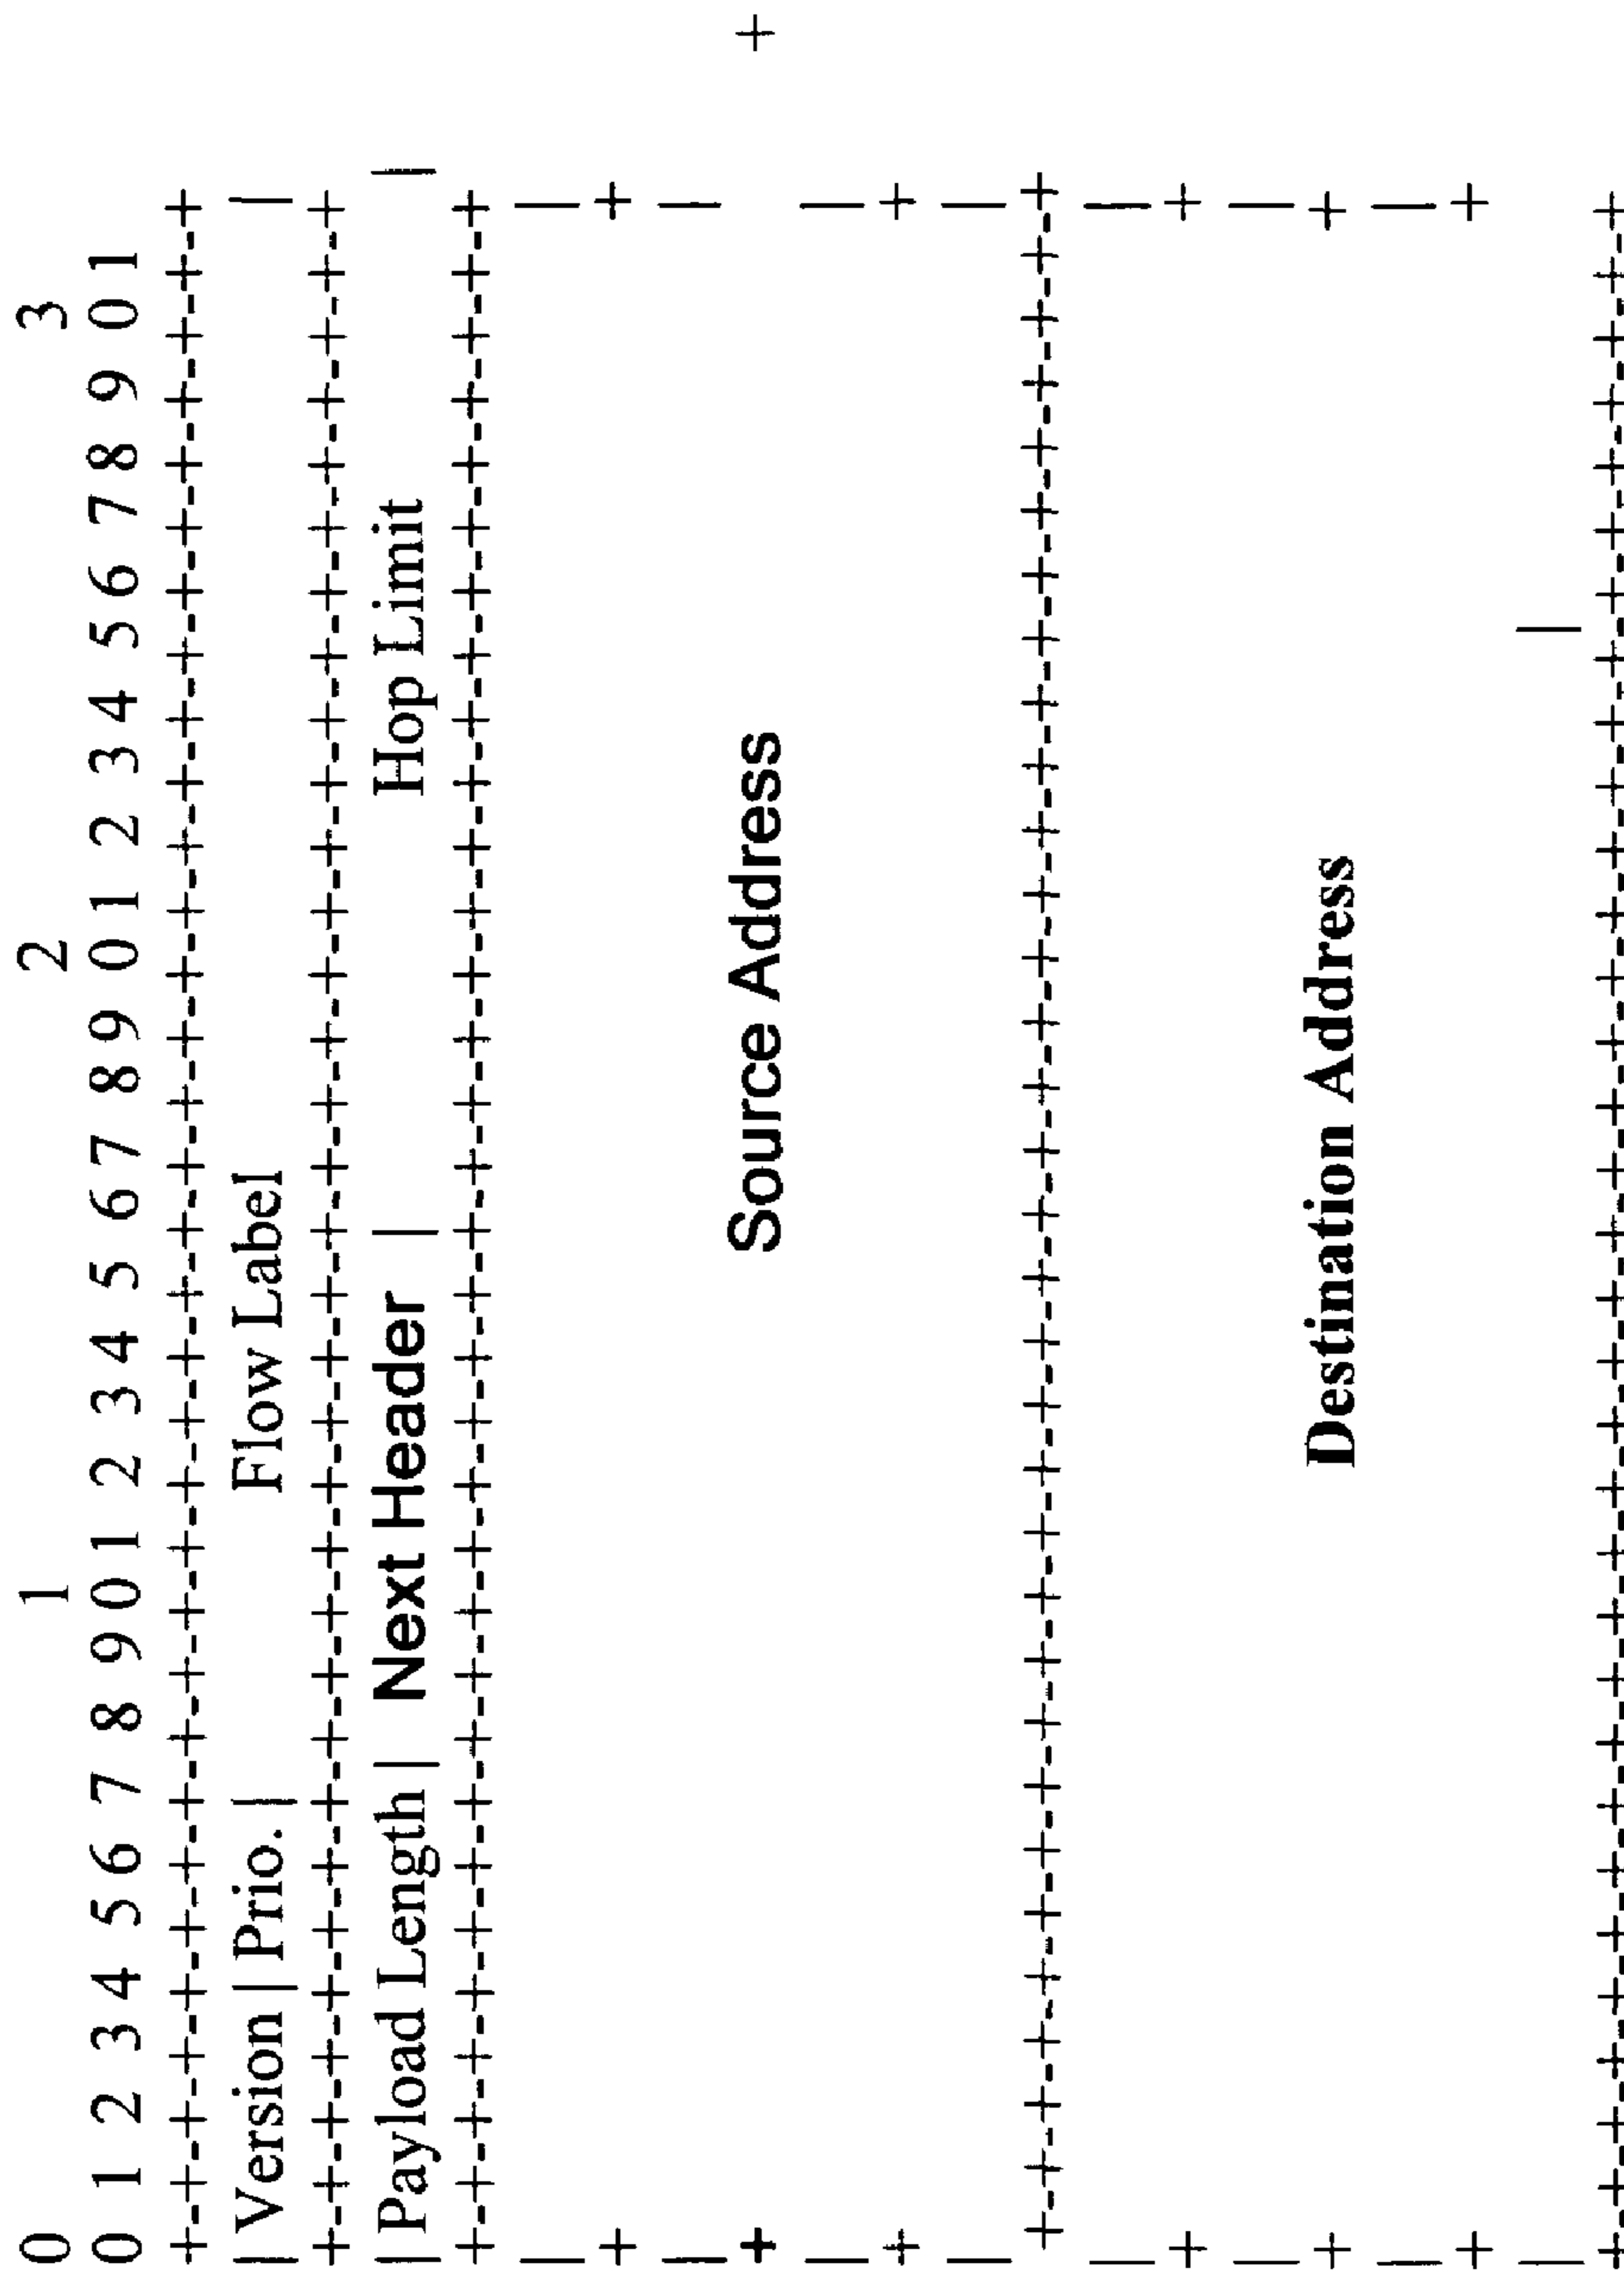 0 1 2 3
0 1 2 3 4 5 6 7 8 9 0 1 2 3 4 5 6 7 8 9 0 1 2 3 4 5 6 7 8 9 0 1
+-+-+-+-+-+-+-+-+-+-+-+-+-+-+-+-+-+-+-+-+-+-+-+-+-+-+-+-+-+-+-+-+
| Version | Prio. | Flow Label |
+-+-+-+-+-+-+-+-+-+-+-+-+-+-+-+-+-+-+-+-+-+-+-+-+-+-+-+-+-+-+-+-+
| Payload Length | Next Header | Hop Limit |
+-+-+-+-+-+-+-+-+-+-+-+-+-+-+-+-+-+-+-+-+-+-+-+-+-+-+-+-+-+-+-+-+
| |
+ +
| |
+ Source Address +
| |
+ +
| |
+-+-+-+-+-+-+-+-+-+-+-+-+-+-+-+-+-+-+-+-+-+-+-+-+-+-+-+-+-+-+-+-+
| |
+ +
| |
+ Destination Address +
| |
+ +
| |
+-+-+-+-+-+-+-+-+-+-+-+-+-+-+-+-+-+-+-+-+-+-+-+-+-+-+-+-+-+-+-+-+